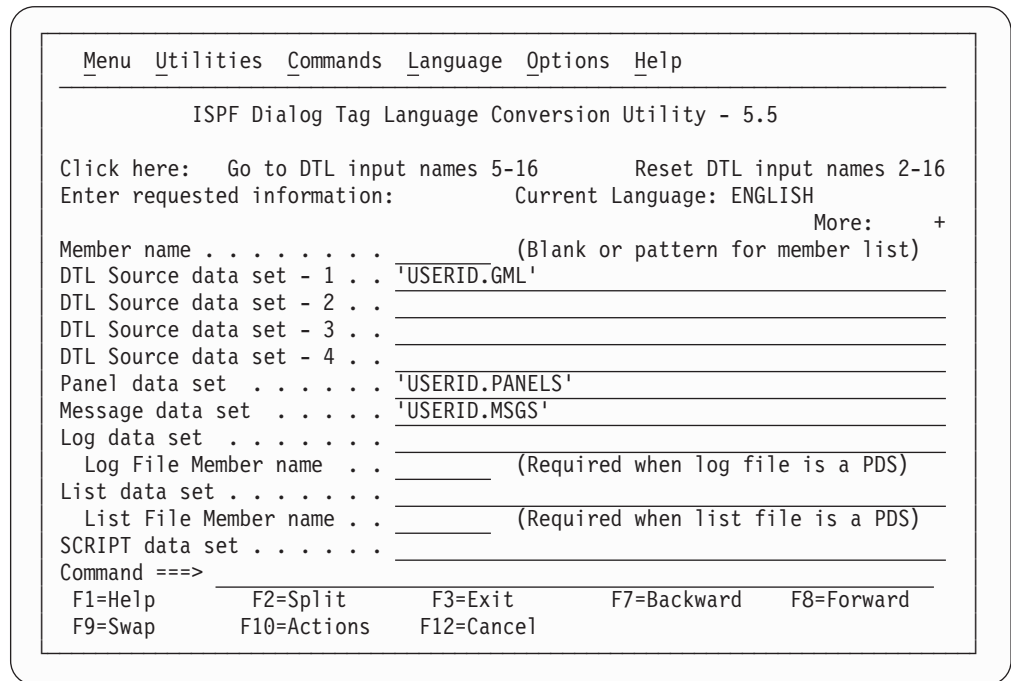 Menu Utilities Commands Language Options Help
ISPF Dialog Tag Language Conversion Utility - 5.5
Click here: Go to DTL input names 5-16 Reset DTL input names 2-16
Enter requested information: Current Language: ENGLISH
More: +
Member name . . . . . . . . (Blank or pattern for member list)
DTL Source data set - 1 . . 'USERID.GML'
DTL Source data set - 2 . .
DTL Source data set - 3 . .
DTL Source data set - 4 . .
Panel data set . . . . . . 'USERID.PANELS'
Message data set . . . . . 'USERID.MSGS'
Log data set . . . . . . .
Log File Member name . . (Required when log file is a PDS)
List data set . . . . . . .
List File Member name . . (Required when list file is a PDS)
SCRIPT data set . . . . . .
Command ===>
F1=Help F2=Split F3=Exit F7=Backward F8=Forward
F9=Swap F10=Actions F12=Cancel